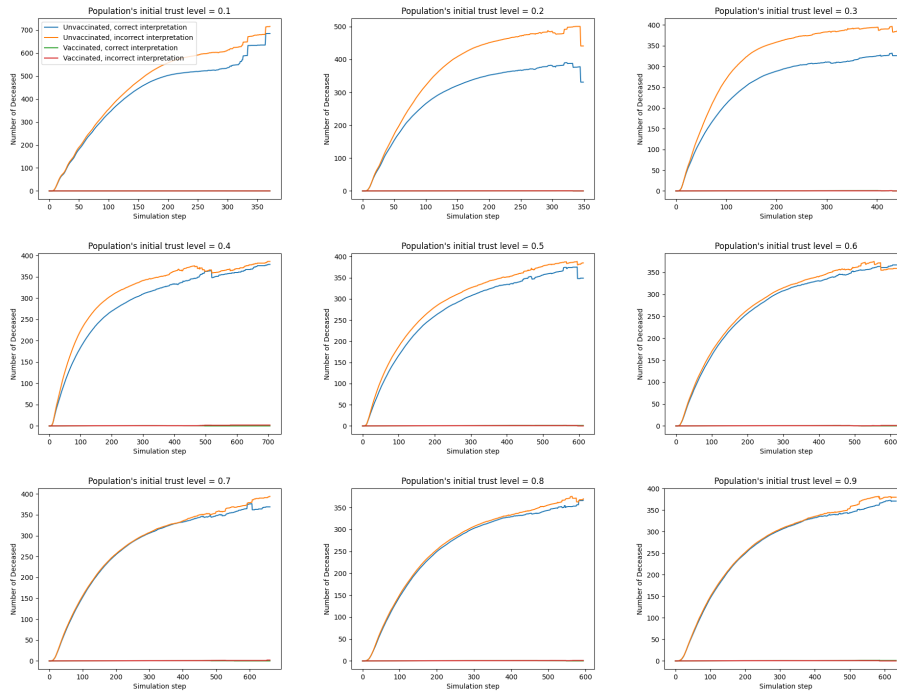 Population's initial trust level = 0.1
Population's initial trust level = 0.2
Population's initial trust level = 0.3
Unvaccinated, correct interpretation
Unvaccinated, incorrect interpretation
Vaccinated, correct interpretation
Vaccinated, incorrect interpretation
Number of Deceased
700
600
500
400
300
200
100
0
0 50 100 150 200 250 300 350
Simulation step
Number of Deceased
500
400
300
200
100
0
0 50 100 150 200 250 300 350
Simulation step
Number of Deceased
400
350
300
250
200
150
100
50
0
0 100 200 300 400
Simulation step
Population's initial trust level = 0.4
Population's initial trust level = 0.5
Population's initial trust level = 0.6
Number of Deceased
400
350
300
250
200
150
100
50
0
0 100 200 300 400 500 600 700
Simulation step
Number of Deceased
400
350
300
250
200
150
100
50
0
0 100 200 300 400 500 600
Simulation step
Number of Deceased
350
300
250
200
150
100
50
0
0 100 200 300 400 500 600
Simulation step
Population's initial trust level = 0.7
Population's initial trust level = 0.8
Population's initial trust level = 0.9
Number of Deceased
400
350
300
250
200
150
100
50
0
0 100 200 300 400 500 600
Simulation step
Number of Deceased
350
300
250
200
150
100
50
0
0 100 200 300 400 500 600
Simulation step
Number of Deceased
400
350
300
250
200
150
100
50
0
0 100 200 300 400 500 600
Simulation step